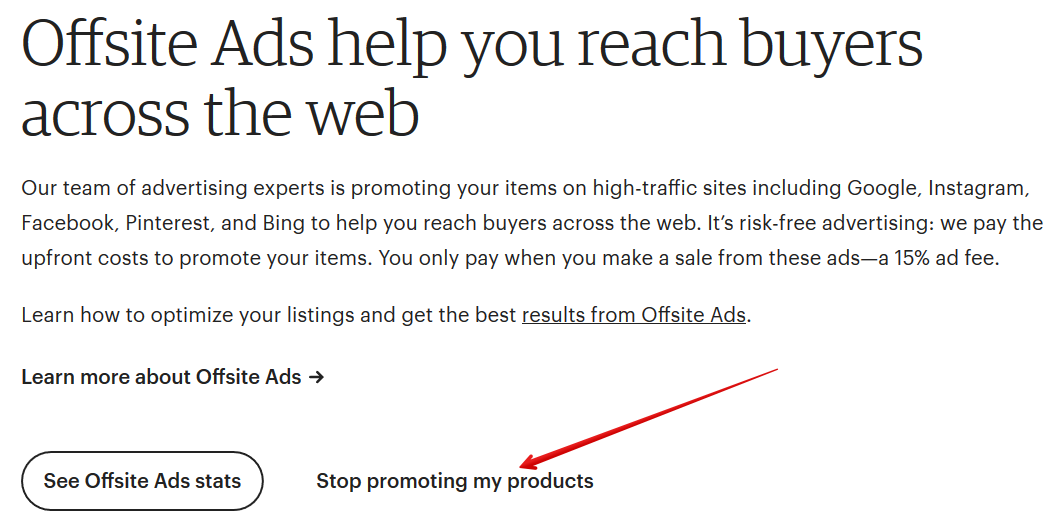 Offsite Ads help you reach buyers
across the web
Our team of advertising experts is promoting your items on high-traffic sites including Google, Instagram,
Facebook, Pinterest, and Bing to help you reach buyers across the web. It’s risk-free advertising: we pay the
upfront costs to promote your items. You only pay when you make a sale from these ads—a 15% ad fee.
Learn how to optimize your listings and get the best results from Offsite Ads.
Learn more about Offsite Ads →
See Offsite Ads stats
Stop promoting my products